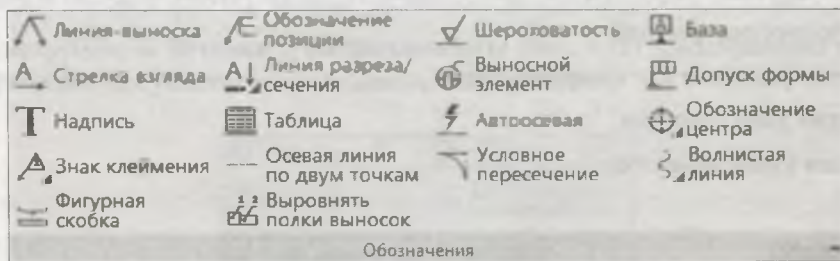 Линия-выноска
Обозначение
позиции
Шероховатость
База
Стрелка взгляда
Линия разреза/
сечения
Выносной
элемент
Допуск формы
Надпись
Таблица
Автоосевая
Обозначение
центра
Знак клеймения
Осевая линия
по двум точкам
Условное
пересечение
Волнистая
линия
Фигурная
скобка
Выровнять
полки выносок
Обозначения